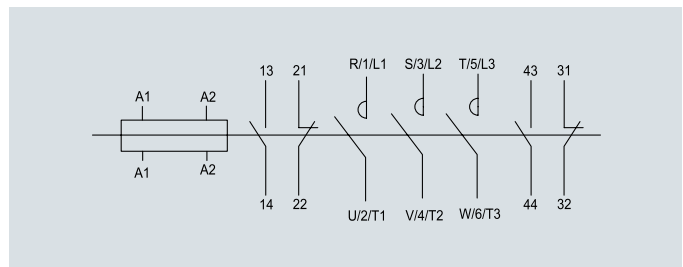 R/1/L1 S/3/L2 T/5/L3
13 21 43 31
A1 A2
A1 A2
14 22 44 32
U/2/T1 V/4/T2 W/6/T3